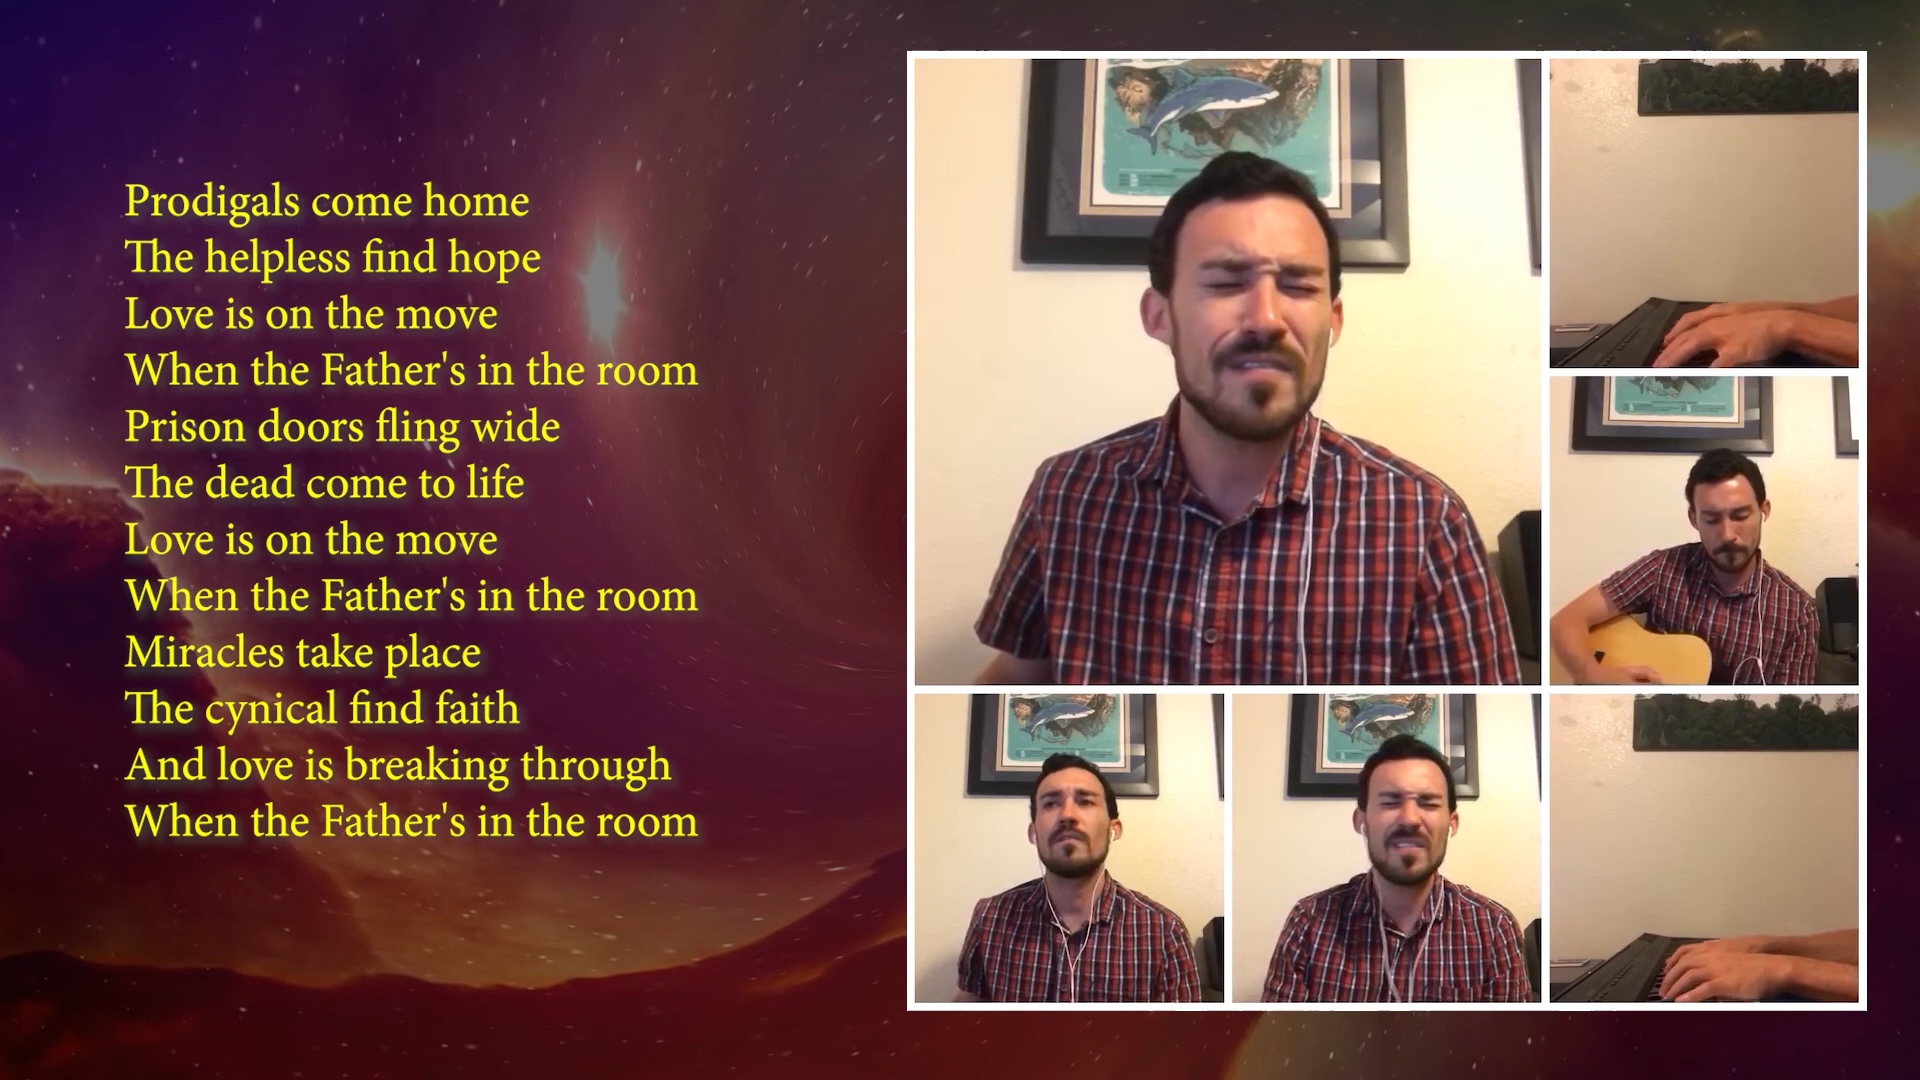 Prodigals come home
The helpless find hope
Love is on the move
When the Father's in the room
Prison doors fling wide
The dead come to life
Love is on the move
When the Father's in the room
Miracles take place
The cynical find faith
And love is breaking through
When the Father's in the room